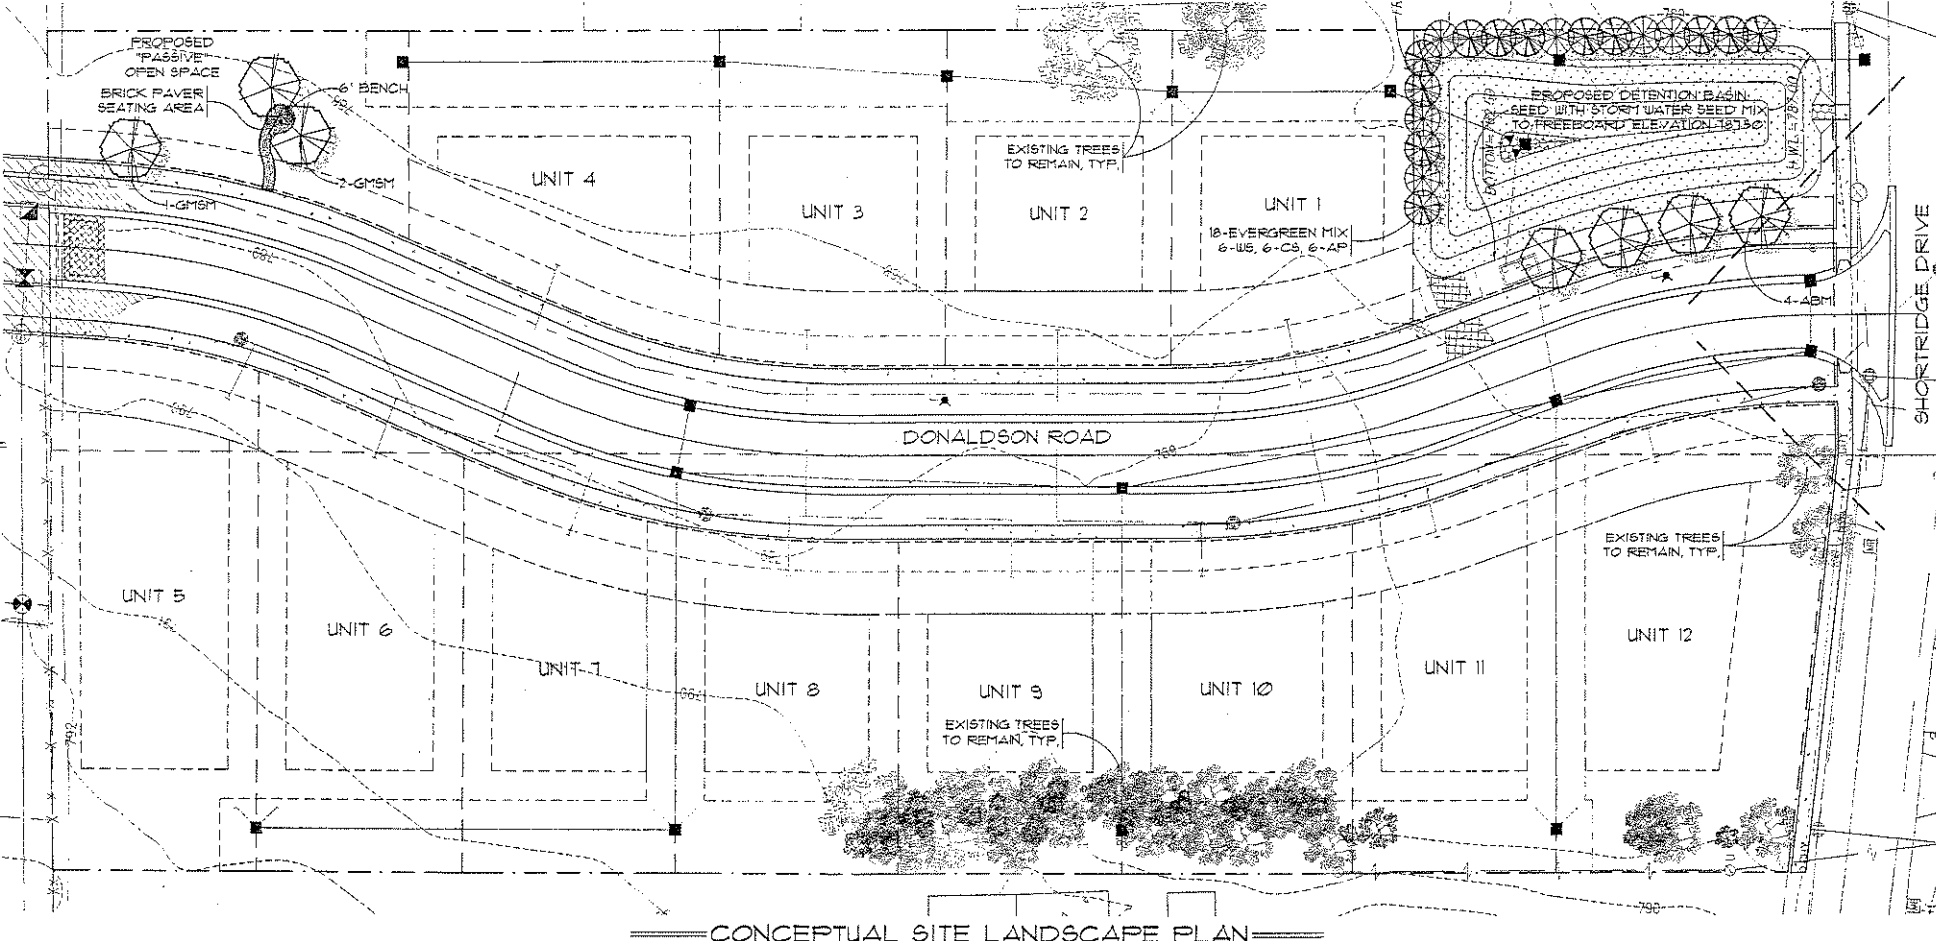 PROPOSED
"PASSIVE"
OPEN SPACE
BRICK PAVER
SEATING AREA
6' BENCH
2-GMSM
1-GMSM
UNIT 4
UNIT 3
UNIT 2
UNIT 1
EXISTING TREES
TO REMAIN, TYP.
18-EVERGREEN MIX
6-WS, 6-CS, 6-AP
PROPOSED DETENTION BASIN
SEED WITH STORM WATER SEED MIX
TO FREEBOARD ELEVATION
4-ABM
SHORTRIDGE DRIVE
DONALDSON ROAD
789
EXISTING TREES
TO REMAIN, TYP.
UNIT 5
UNIT 6
UNIT 7
UNIT 8
UNIT 9
UNIT 10
UNIT 11
UNIT 12
EXISTING TREES
TO REMAIN, TYP.
792
790
790
CONCEPTUAL SITE LANDSCAPE PLAN